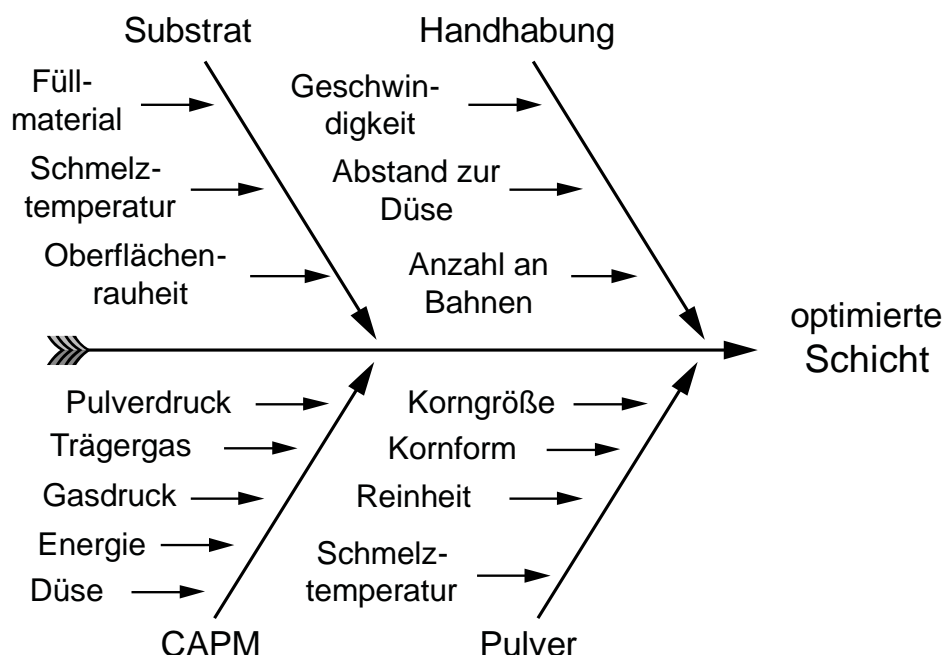 Substrat
Handhabung
Füll-
material
Geschwin-
digkeit
Schmelz-
temperatur
Abstand zur
Düse
Oberflächen-
rauheit
Anzahl an
Bahnen
optimierte
Schicht
Pulverdruck
Korngröße
Trägergas
Kornform
Gasdruck
Reinheit
Energie
Schmelz-
temperatur
Düse
CAPM
Pulver